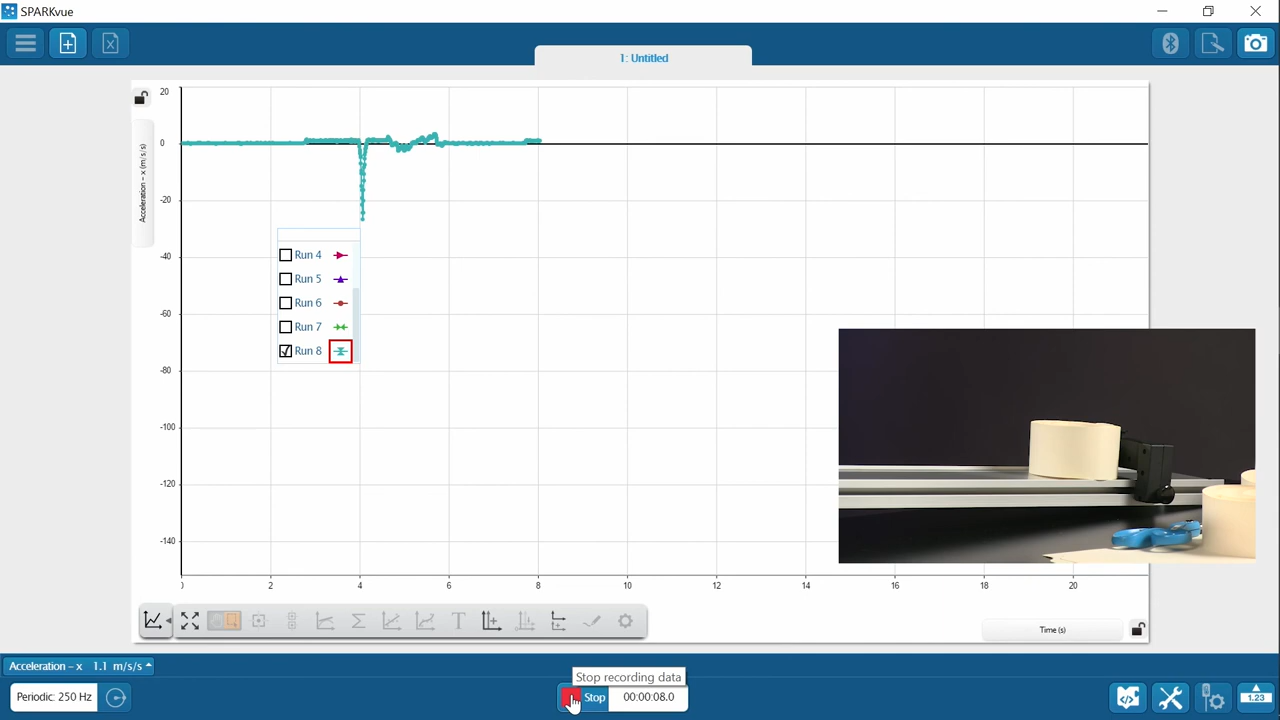 SPARKvue
1: Untitled
20
0
-20
-40
-60
-80
-100
-120
-140
Acceleration – x (m/s/s)
Run 4
Run 5
Run 6
Run 7
Run 8
0 2 4 6 8 10 12 14 16 18 20
Σ T
Time (s)
Acceleration – x 1.1 m/s/s
Stop recording data
Periodic: 250 Hz
Stop 00:00:08.0
1.23